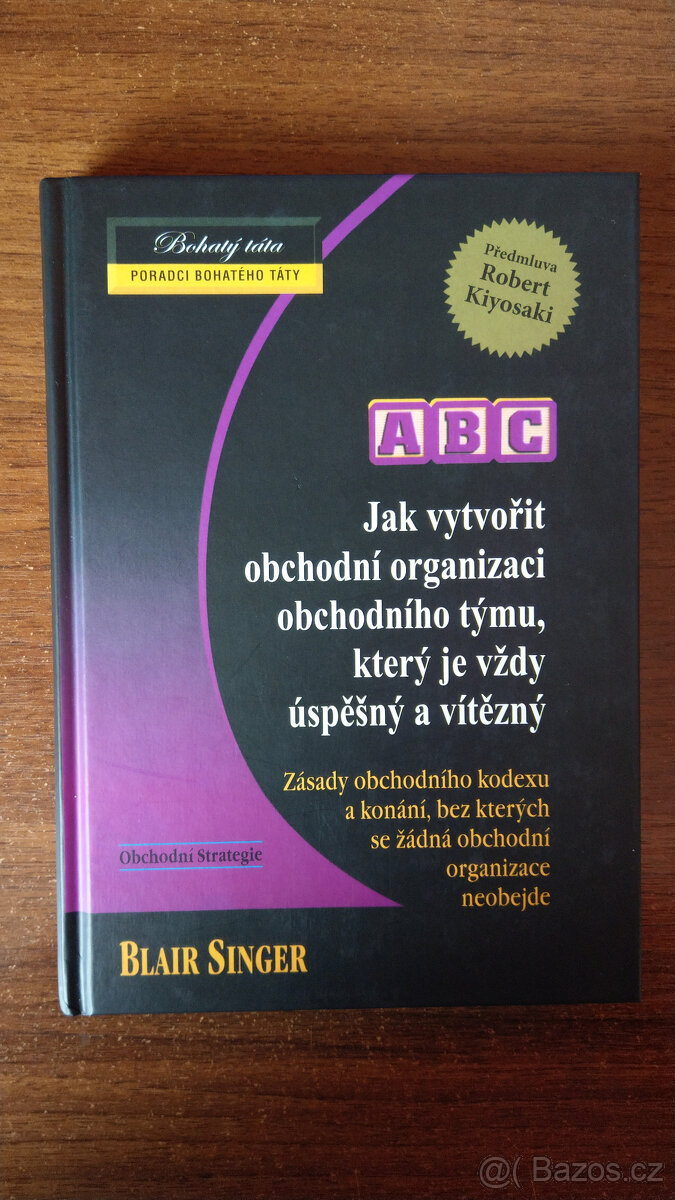 Bohatý táta
PORADCI BOHATÉHO TÁTY
Předmluva
Robert
Kiyosaki
ABC
Jak vytvořit
obchodní organizaci
obchodního týmu,
který je vždy
úspěšný a vítězný
Zásady obchodního kodexu
a konání, bez kterých
se žádná obchodní
organizace
neobejde
Obchodní Strategie
BLAIR SINGER
@ Bazos.cz